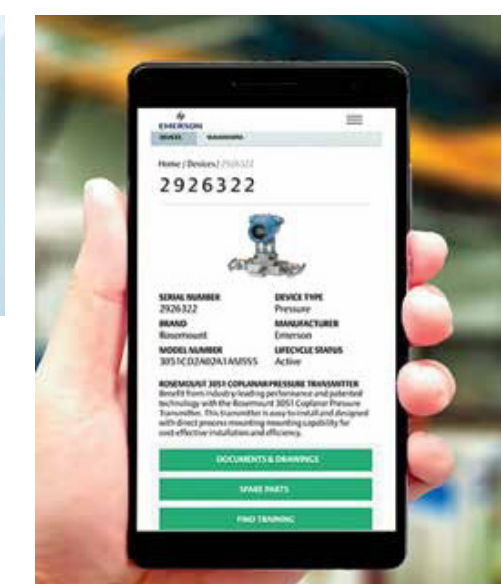 EMERSON
Home / Devices / 2926322
2926322
SERIAL NUMBER
2926322
DEVICE TYPE
Pressure
BRAND
Rosemount
MANUFACTURER
Emerson
MODEL NUMBER
3051CD2A02A1AM5S5
LIFECYCLE STATUS
Active
ROSEMOUNT 3051 COPLANAR PRESSURE TRANSMITTER
Benefit from industry leading performance and patented
technology with the Rosemount 3051 Coplanar Pressure
Transmitter. This transmitter is easy to install and designed
with direct process mounting mounting capability for
cost-effective installation and efficiency.
DOCUMENTS & DRAWINGS
SPARE PARTS
FIND TRAINING